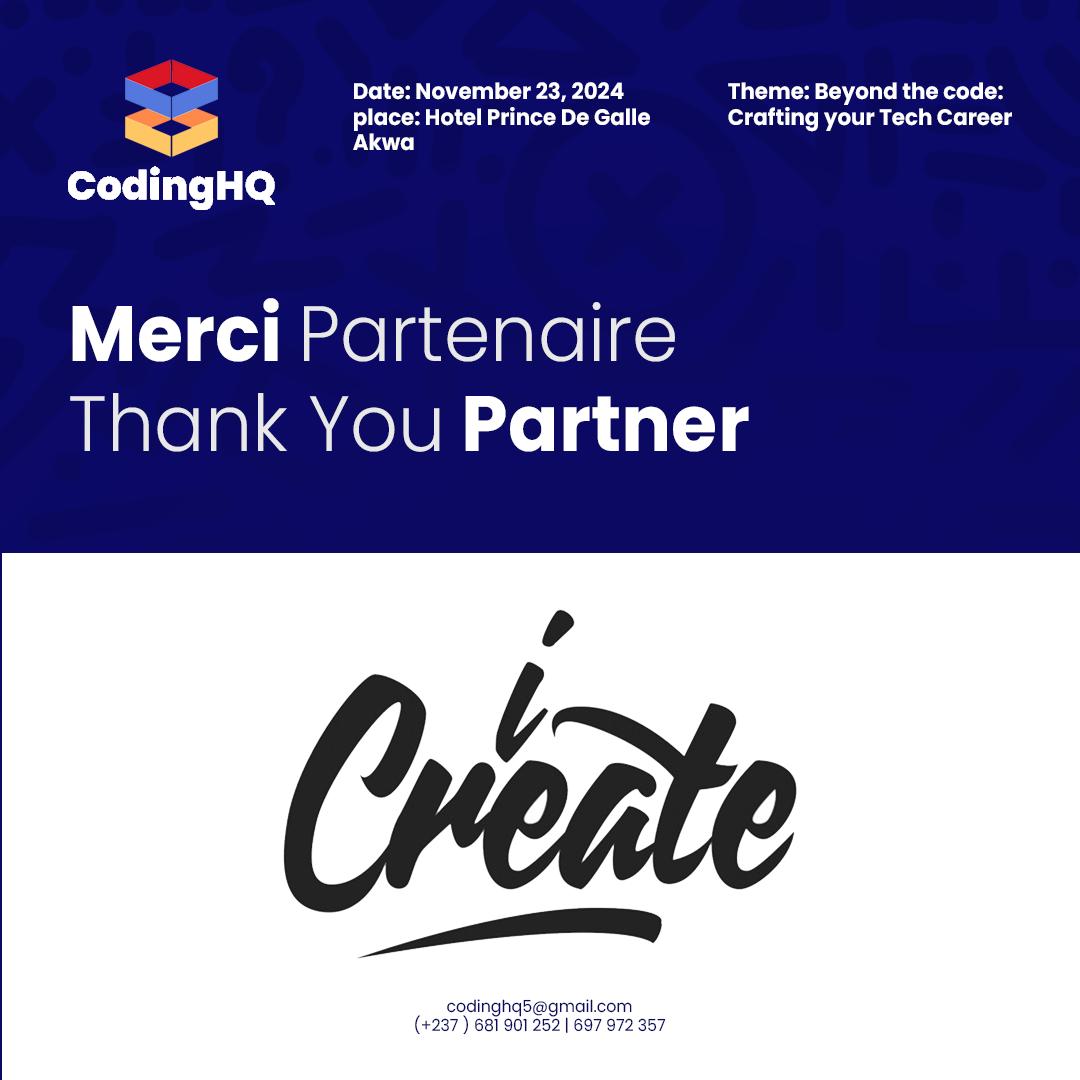 CodingHQ
Date: November 23, 2024
place: Hotel Prince De Galle
Akwa
Theme: Beyond the code:
Crafting your Tech Career
Merci Partenaire
Thank You Partner
i
Create
codinghq5@gmail.com
(+237 ) 681 901 252 | 697 972 357